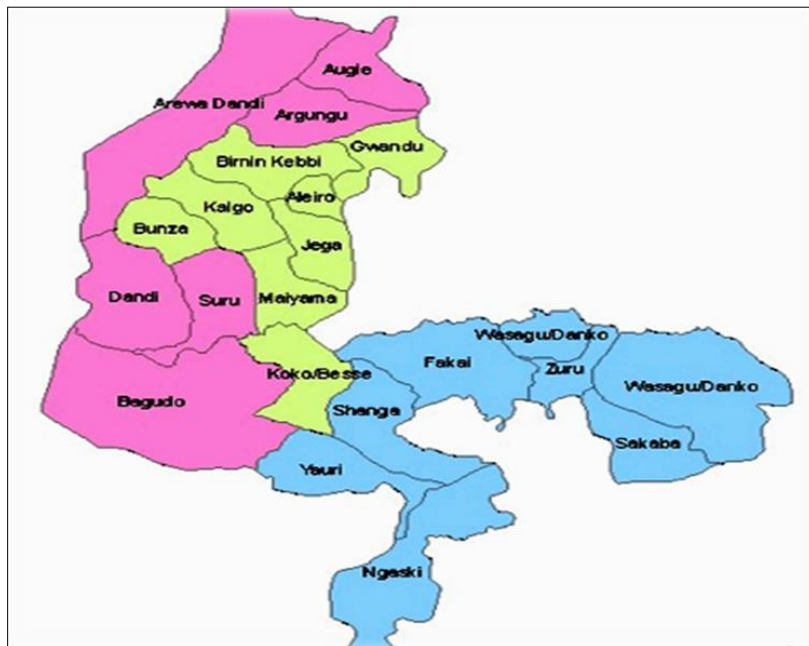 Augie
Arewa Dandi
Argungu
Gwandu
Birnin Kebbi
Aleiro
Kalgo
Bunza
Jega
Dandi
Suru
Maiyama
Wasagu/Danko
Fakai
Zuru
Koko/Besse
Wasagu/Danko
Bagudo
Shanga
Sakaba
Yauri
Ngaski